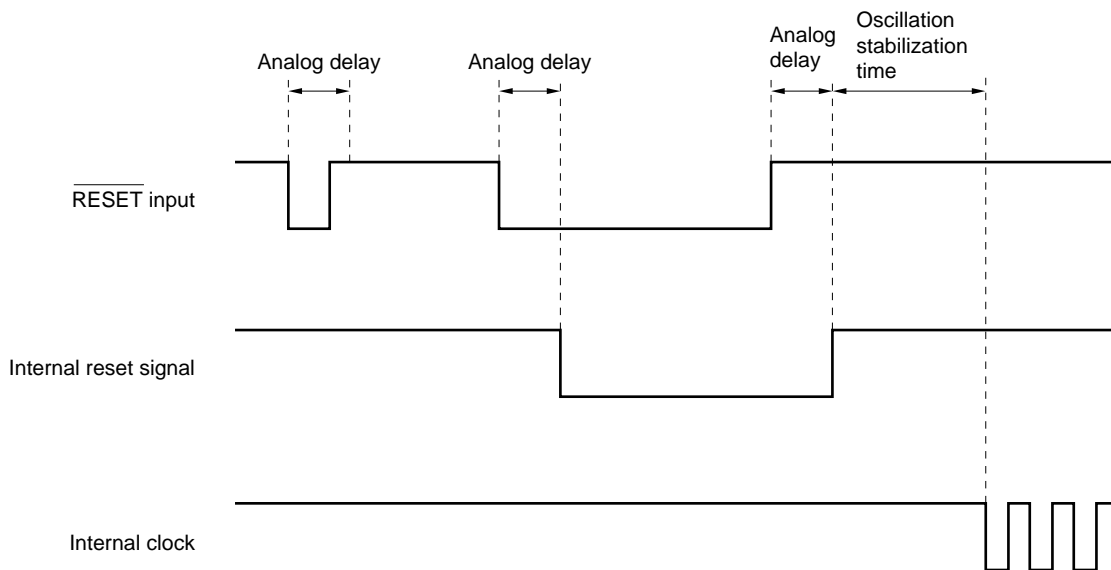 Analog delay
Analog delay
Analog
delay
Oscillation
stabilization
time
RESET input
Internal reset signal
Internal clock